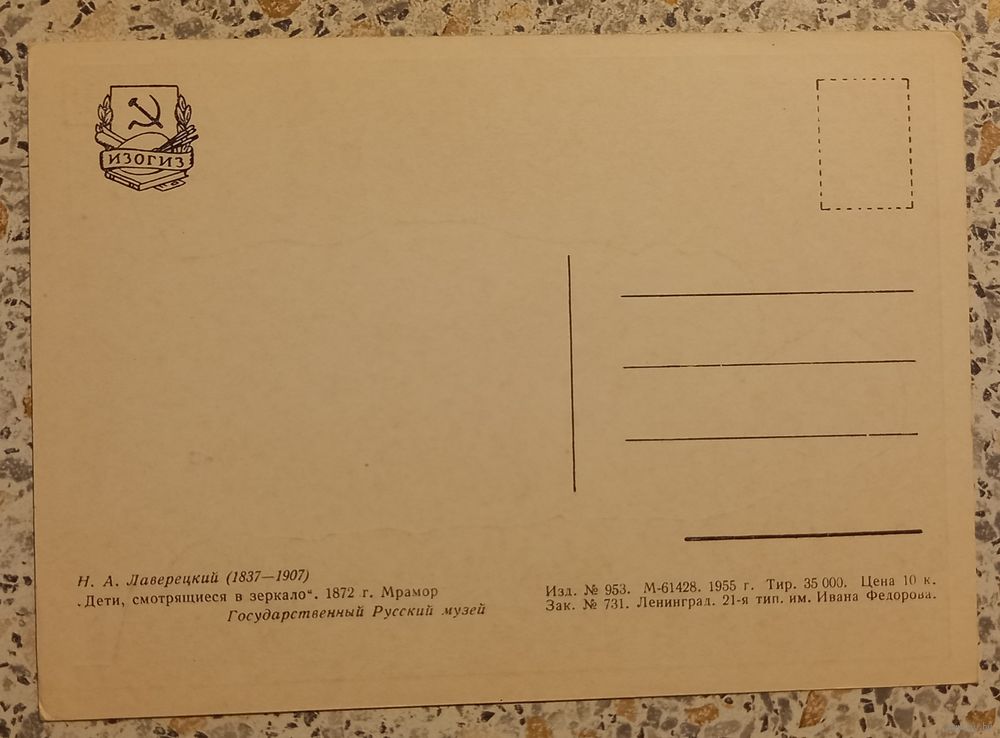 ИЗОГИЗ
Н. А. Лаверецкий (1837—1907)
„Дети, смотрящиеся в зеркало“. 1872 г. Мрамор
Государственный Русский музей
Изд. № 953. М-61428. 1955 г. Тир. 35 000. Цена 10 к.
Зак. № 731. Ленинград. 21-я тип. им. Ивана Федорова.